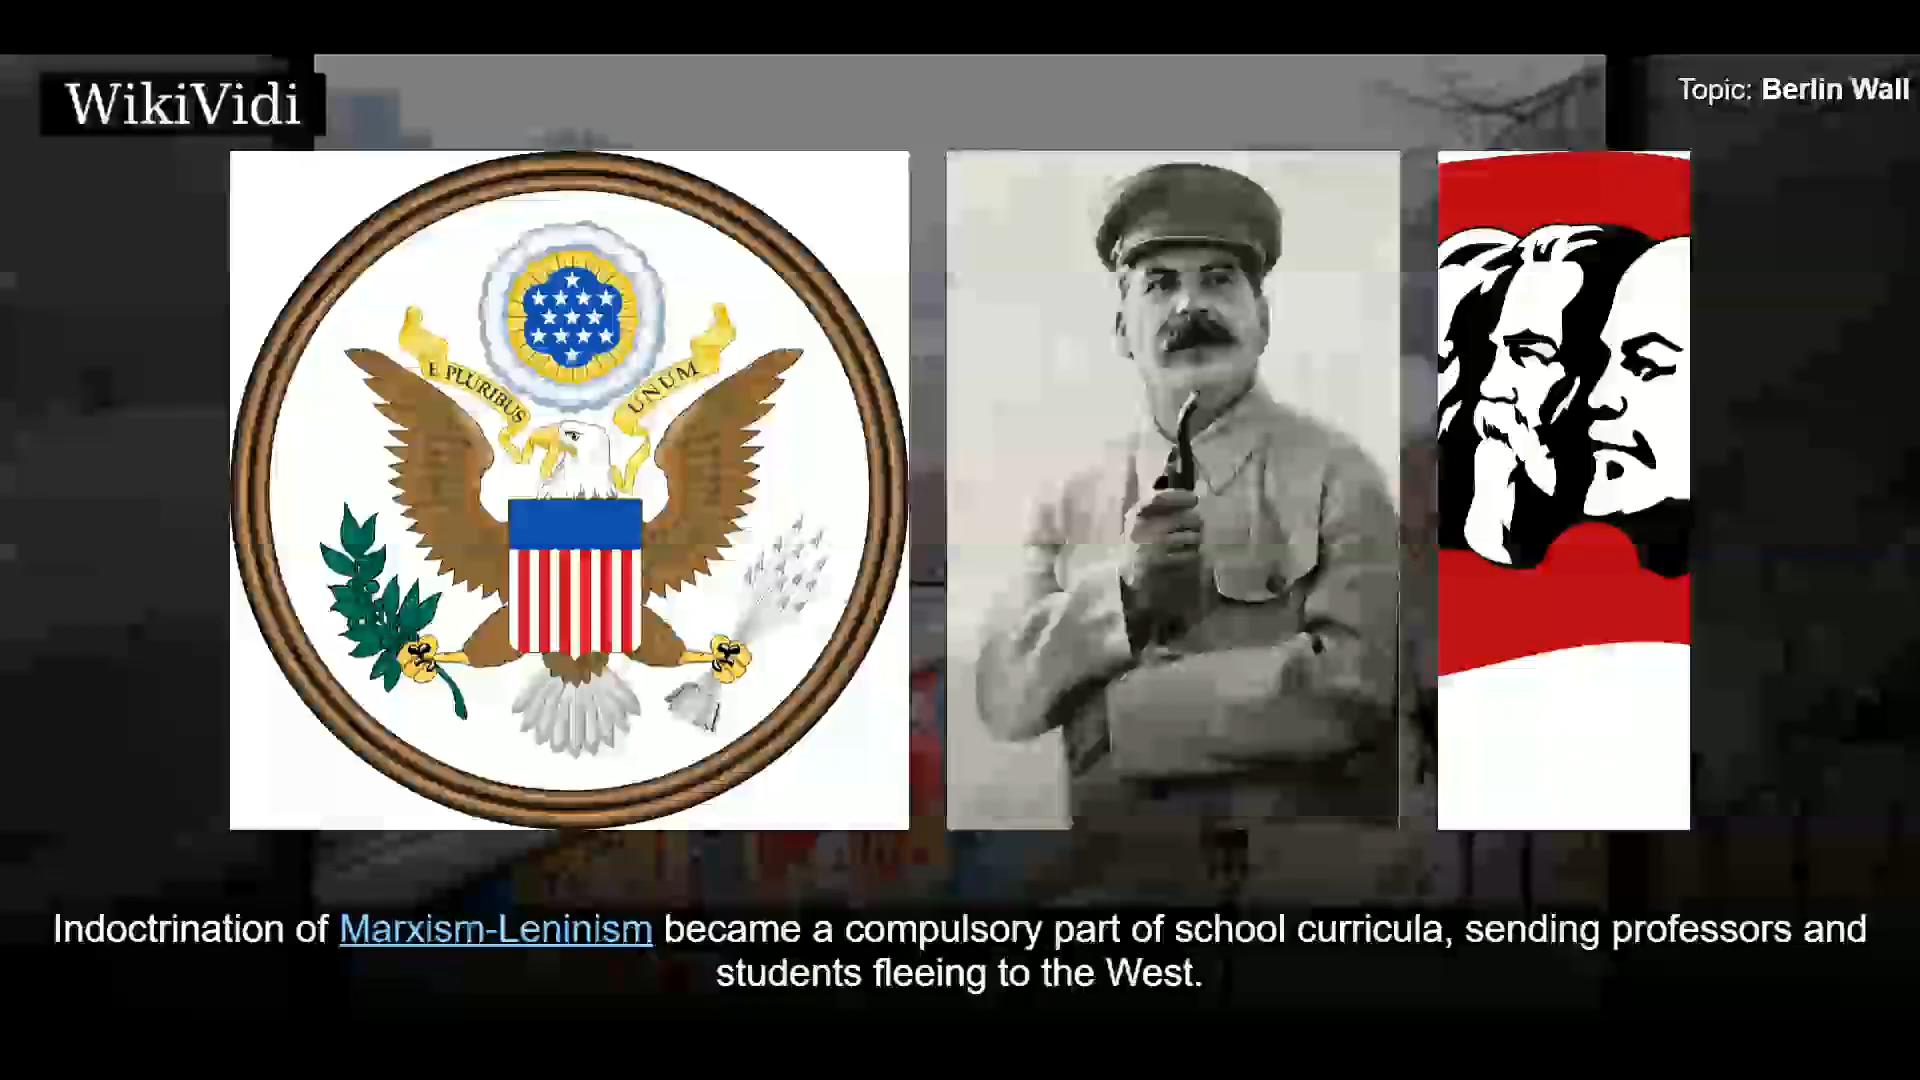 WikiVidi
Topic: Berlin Wall
E PLURIBUS UNUM
Indoctrination of Marxism-Leninism became a compulsory part of school curricula, sending professors and
students fleeing to the West.